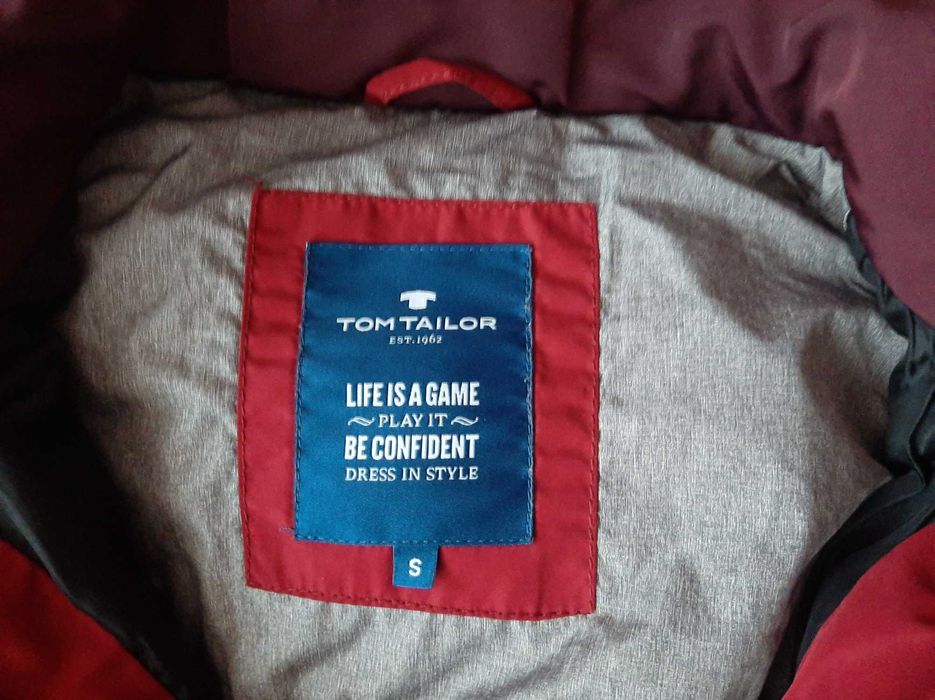 TOM TAILOR
EST. 1962
LIFE IS A GAME
PLAY IT
BE CONFIDENT
DRESS IN STYLE
S